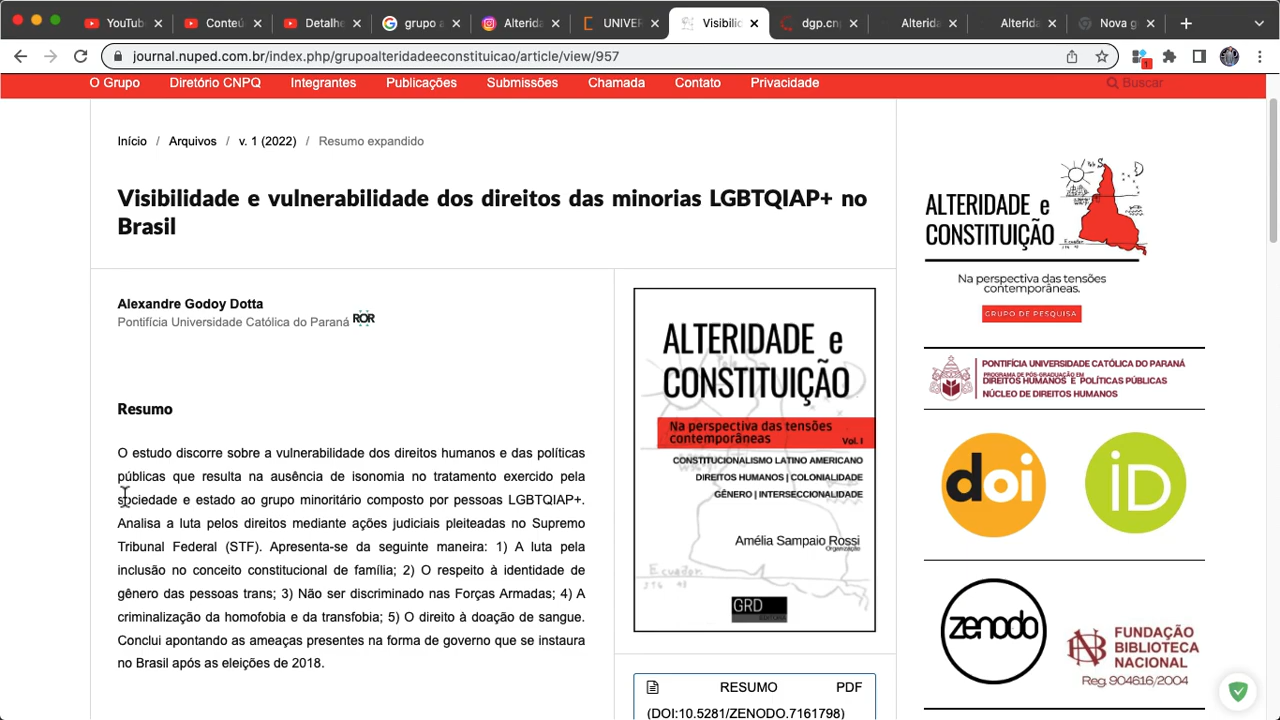 YouTub
Conteú
Detalhe
grupo a
Alterida
UNIVER
Visibili
dgp.cnp
Alterida
Alterida
Nova g
journal.nuped.com.br/index.php/grupoalteridadeeconstituicao/article/view/957
1
O Grupo Diretório CNPQ Integrantes Publicações Submissões Chamada Contato Privacidade Buscar
Início / Arquivos / v. 1 (2022) / Resumo expandido
Visibilidade e vulnerabilidade dos direitos das minorias LGBTQIAP+ no
Brasil
Alexandre Godoy Dotta
Pontifícia Universidade Católica do Paraná ROR
Resumo
O estudo discorre sobre a vulnerabilidade dos direitos humanos e das políticas
públicas que resulta na ausência de isonomia no tratamento exercido pela
sociedade e estado ao grupo minoritário composto por pessoas LGBTQIAP+.
Analisa a luta pelos direitos mediante ações judiciais pleiteadas no Supremo
Tribunal Federal (STF). Apresenta-se da seguinte maneira: 1) A luta pela
inclusão no conceito constitucional de família; 2) O respeito à identidade de
gênero das pessoas trans; 3) Não ser discriminado nas Forças Armadas; 4) A
criminalização da homofobia e da transfobia; 5) O direito à doação de sangue.
Conclui apontando as ameaças presentes na forma de governo que se instaura
no Brasil após as eleições de 2018.
ALTERIDADE e
CONSTITUIÇÃO
Na perspectiva das tensões
contemporâneas Vol. I
CONSTITUCIONALISMO LATINO AMERICANO
DIREITOS HUMANOS | COLONIALIDADE
GÊNERO | INTERSECCIONALIDADE
Amélia Sampaio Rossi
Organização
Ecuador
GRD
EDITORA
RESUMO PDF
(DOI:10.5281/ZENODO.7161798)
ALTERIDADE e
CONSTITUIÇÃO
Na perspectiva das tensões
contemporâneas.
GRUPO DE PESQUISA
PONTIFÍCIA UNIVERSIDADE CATÓLICA DO PARANÁ
PROGRAMA DE PÓS-GRADUAÇÃO EM
DIREITOS HUMANOS E POLÍTICAS PÚBLICAS
NÚCLEO DE DIREITOS HUMANOS
doi
iD
zenodo
FUNDAÇÃO
BIBLIOTECA
NACIONAL
Reg. 904616/2004